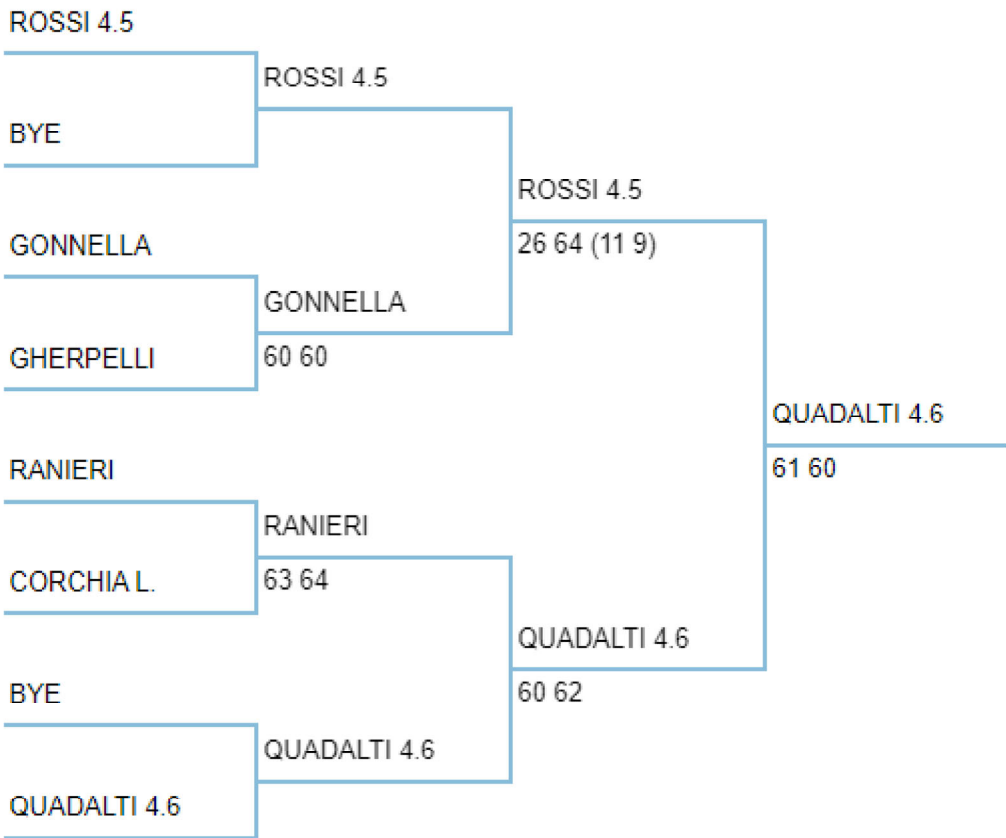 ROSSI 4.5
ROSSI 4.5
BYE
ROSSI 4.5
GONNELLA
26 64 (11 9)
GONNELLA
GHERPELLI
60 60
QUADALTI 4.6
RANIERI
61 60
RANIERI
CORCHIA L.
63 64
QUADALTI 4.6
BYE
60 62
QUADALTI 4.6
QUADALTI 4.6